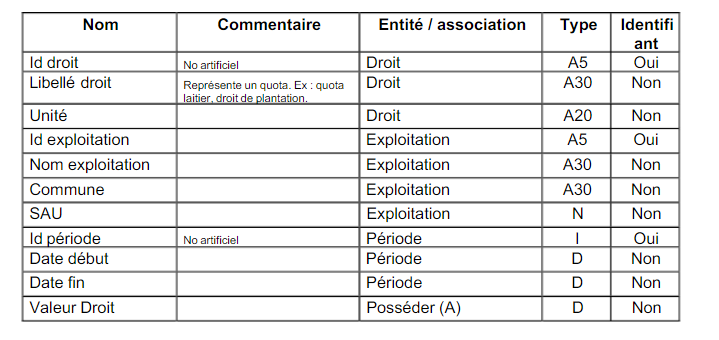 Nom Commentaire Entité / association Type Identifi
ant
Id droit No artificiel Droit A5 Oui
Libellé droit Représente un quota. Ex : quota Droit A30 Non
laitier, droit de plantation.
Unité Droit A20 Non
Id exploitation Exploitation A5 Oui
Nom exploitation Exploitation A30 Non
Commune Exploitation A30 Non
SAU Exploitation N Non
Id période No artificiel Période I Oui
Date début Période D Non
Date fin Période D Non
Valeur Droit Posséder (A) D Non